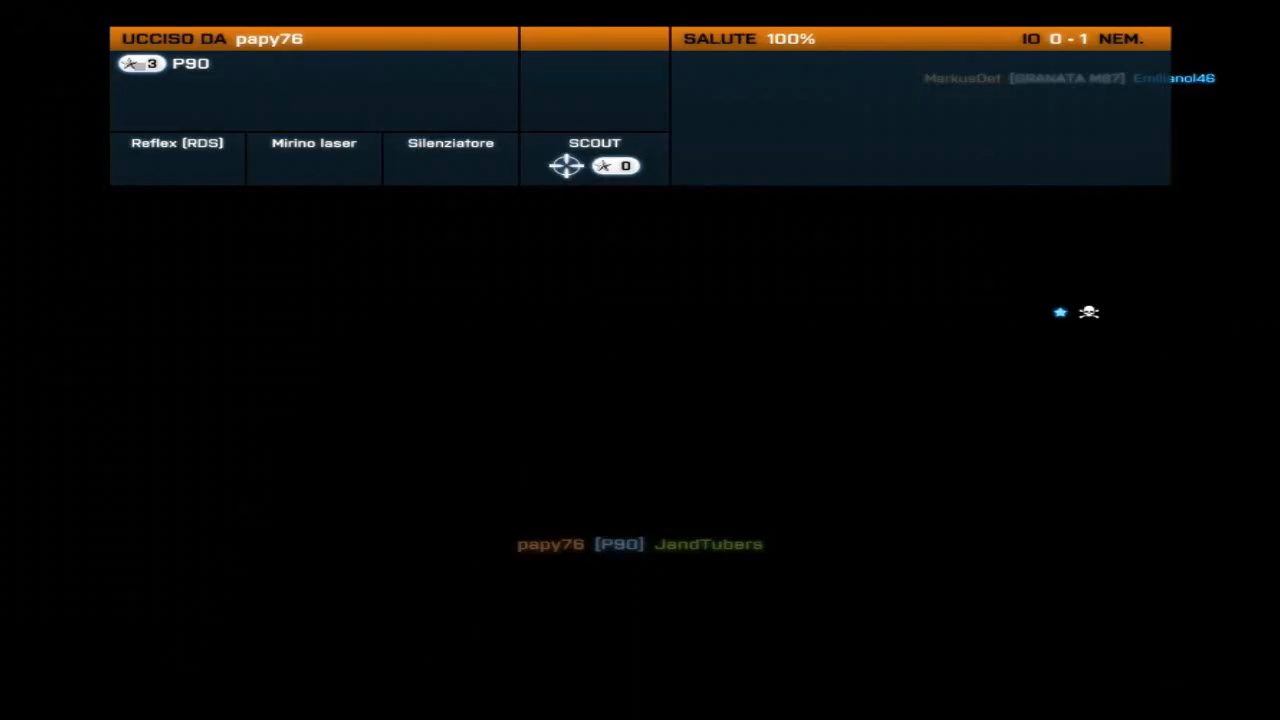 UCCISO DA papy76 SALUTE 100% IO 0 - 1 NEM.
3 P90
MarkusDef [GRANATA M67] Emilianol46
Reflex [RDS] Mirino laser Silenziatore SCOUT
0
papy76 [P90] JandTubers